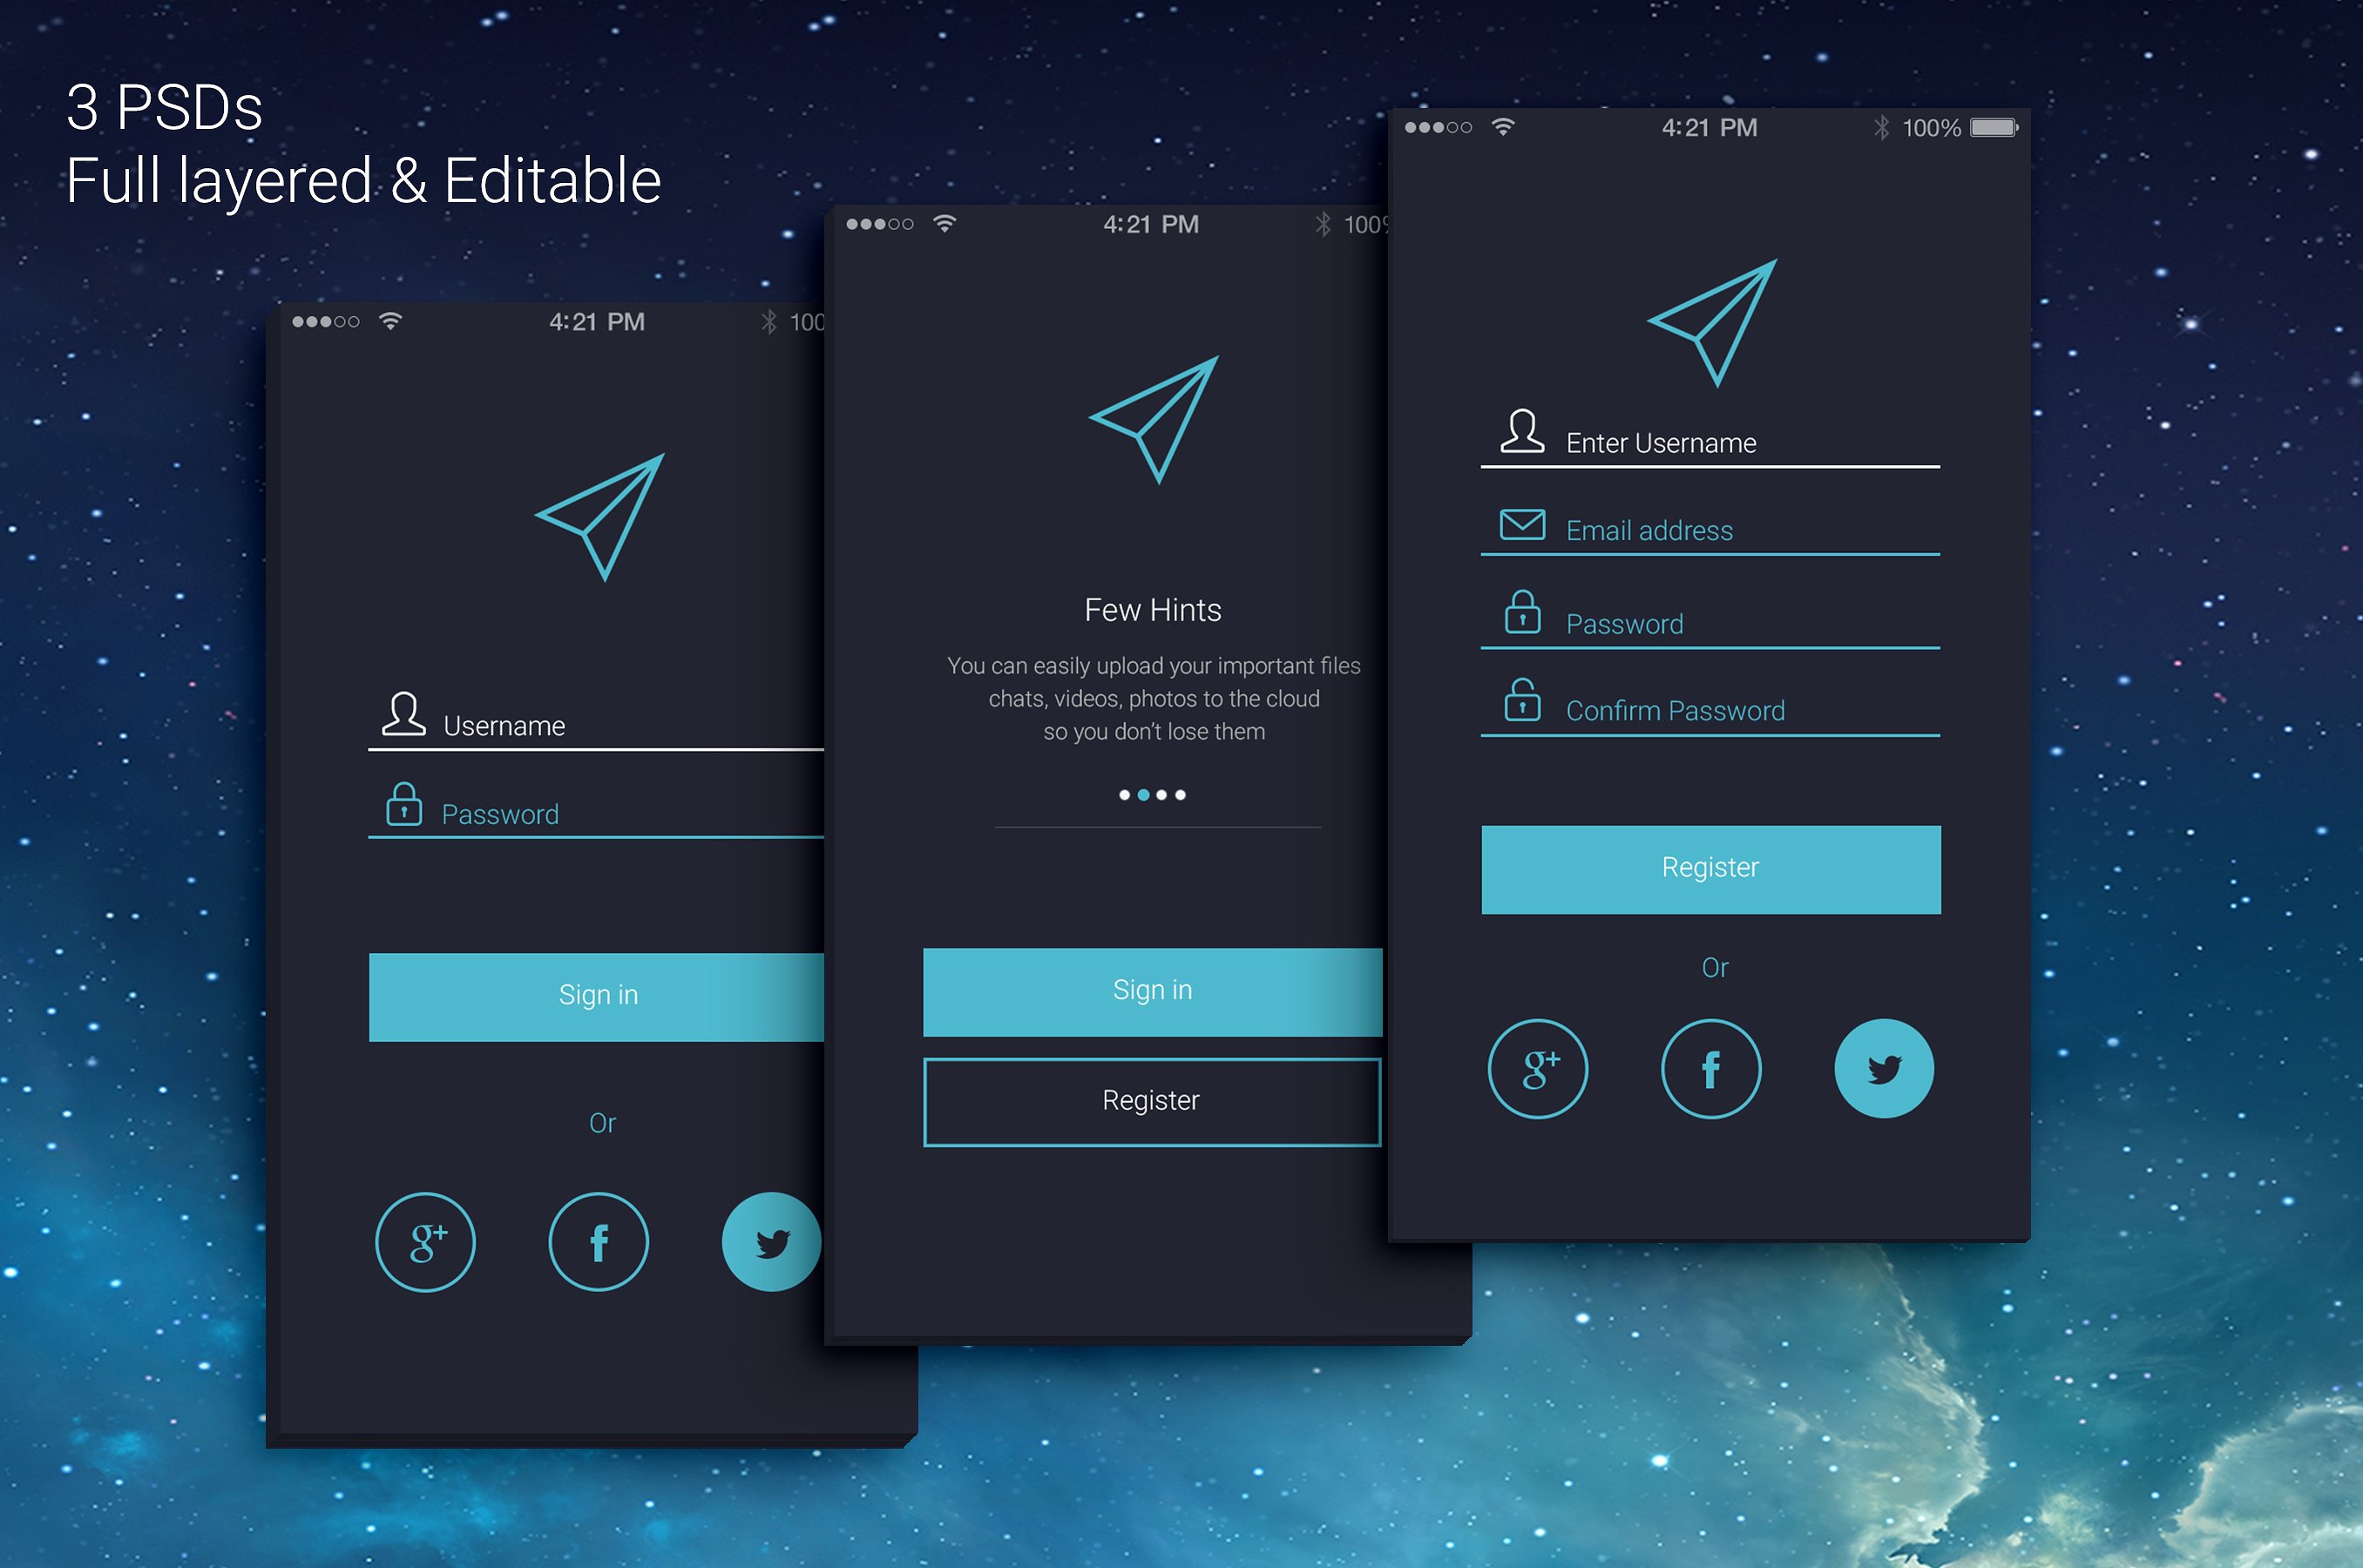 3 PSDs
Full layered & Editable
4:21 PM
100
Username
Password
Sign in
Or
g+
f
4:21 PM
100%
Few Hints
You can easily upload your important files
chats, videos, photos to the cloud
so you don’t lose them
Sign in
Register
4:21 PM
100%
Enter Username
Email address
Password
Confirm Password
Register
Or
g+
f